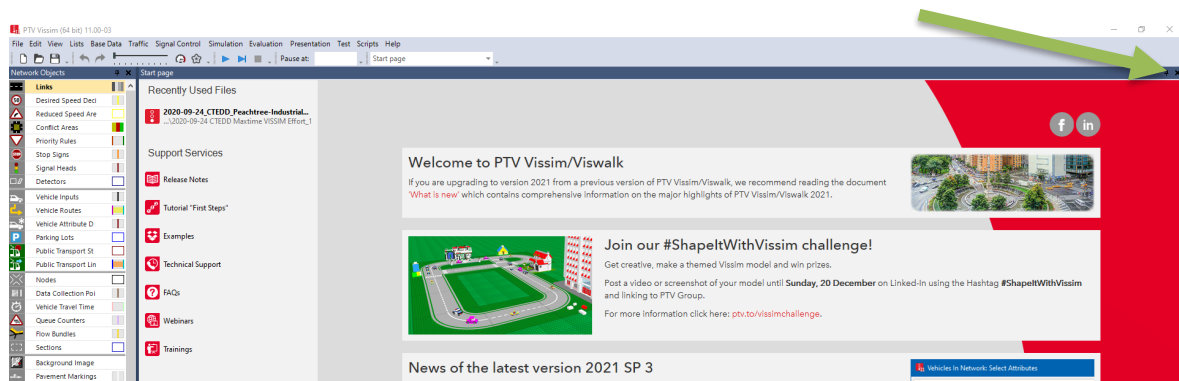 PTV Vissim (64 bit) 11.00-03
File Edit View Lists Base Data Traffic Signal Control Simulation Evaluation Presentation Test Scripts Help
Pause at: Start page
Network Objects
Links
Desired Speed Deci
Reduced Speed Are
Conflict Areas
Priority Rules
Stop Signs
Signal Heads
Detectors
Vehicle Inputs
Vehicle Routes
Vehicle Attribute D
Parking Lots
Public Transport St
Public Transport Lin
Nodes
Data Collection Poi
Vehicle Travel Time
Queue Counters
Flow Bundles
Sections
Background Image
Pavement Markings
Start page
Recently Used Files
2020-09-24_CTEDD_Peachtree-Industrial...
...\2020-09-24 CTEDD Maxtime VISSIM Effort_1
Support Services
Release Notes
Tutorial "First Steps"
Examples
Technical Support
FAQs
Webinars
Trainings
f in
Welcome to PTV Vissim/Viswalk
If you are upgrading to version 2021 from a previous version of PTV Vissim/Viswalk, we recommend reading the document
'What is new' which contains comprehensive information on the major highlights of PTV Vissim/Viswalk 2021.
Join our #ShapeItWithVissim challenge!
Get creative, make a themed Vissim model and win prizes.
Post a video or screenshot of your model until Sunday, 20 December on Linked-In using the Hashtag #ShapeItWithVissim
and linking to PTV Group.
For more information click here: ptv.to/vissimchallenge.
News of the latest version 2021 SP 3
Vehicles In Network: Select Attributes